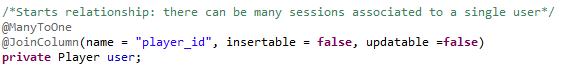 /*Starts relationship: there can be many sessions associated to a single user*/
@ManyToOne
@JoinColumn(name = "player_id", insertable = false, updatable =false)
private Player user;